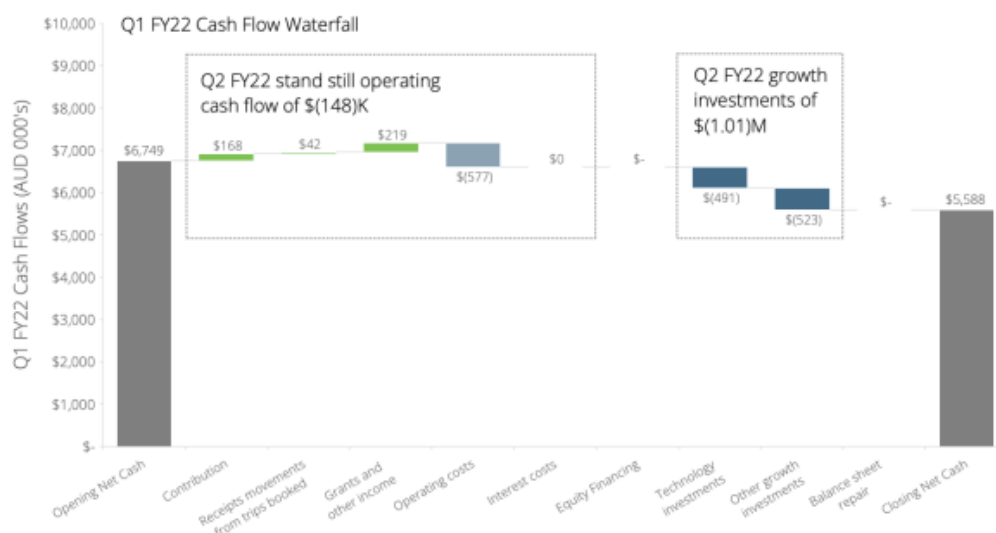 Q1 FY22 Cash Flow Waterfall
Q1 FY22 Cash Flows (AUD 000's)
$10,000
$9,000
$8,000
$7,000
$6,000
$5,000
$4,000
$3,000
$2,000
$1,000
$-
Q2 FY22 stand still operating
cash flow of $(148)K
Q2 FY22 growth
investments of
$(1.01)M
$6,749
$168
$42
$219
$(577)
$0
$-
$(491)
$(523)
$-
$5,588
Opening Net Cash
Contribution
Receipts movements
from trips booked
Grants and
other income
Operating costs
Interest costs
Equity Financing
Technology
investments
Other growth
investments
Balance sheet
repair
Closing Net Cash